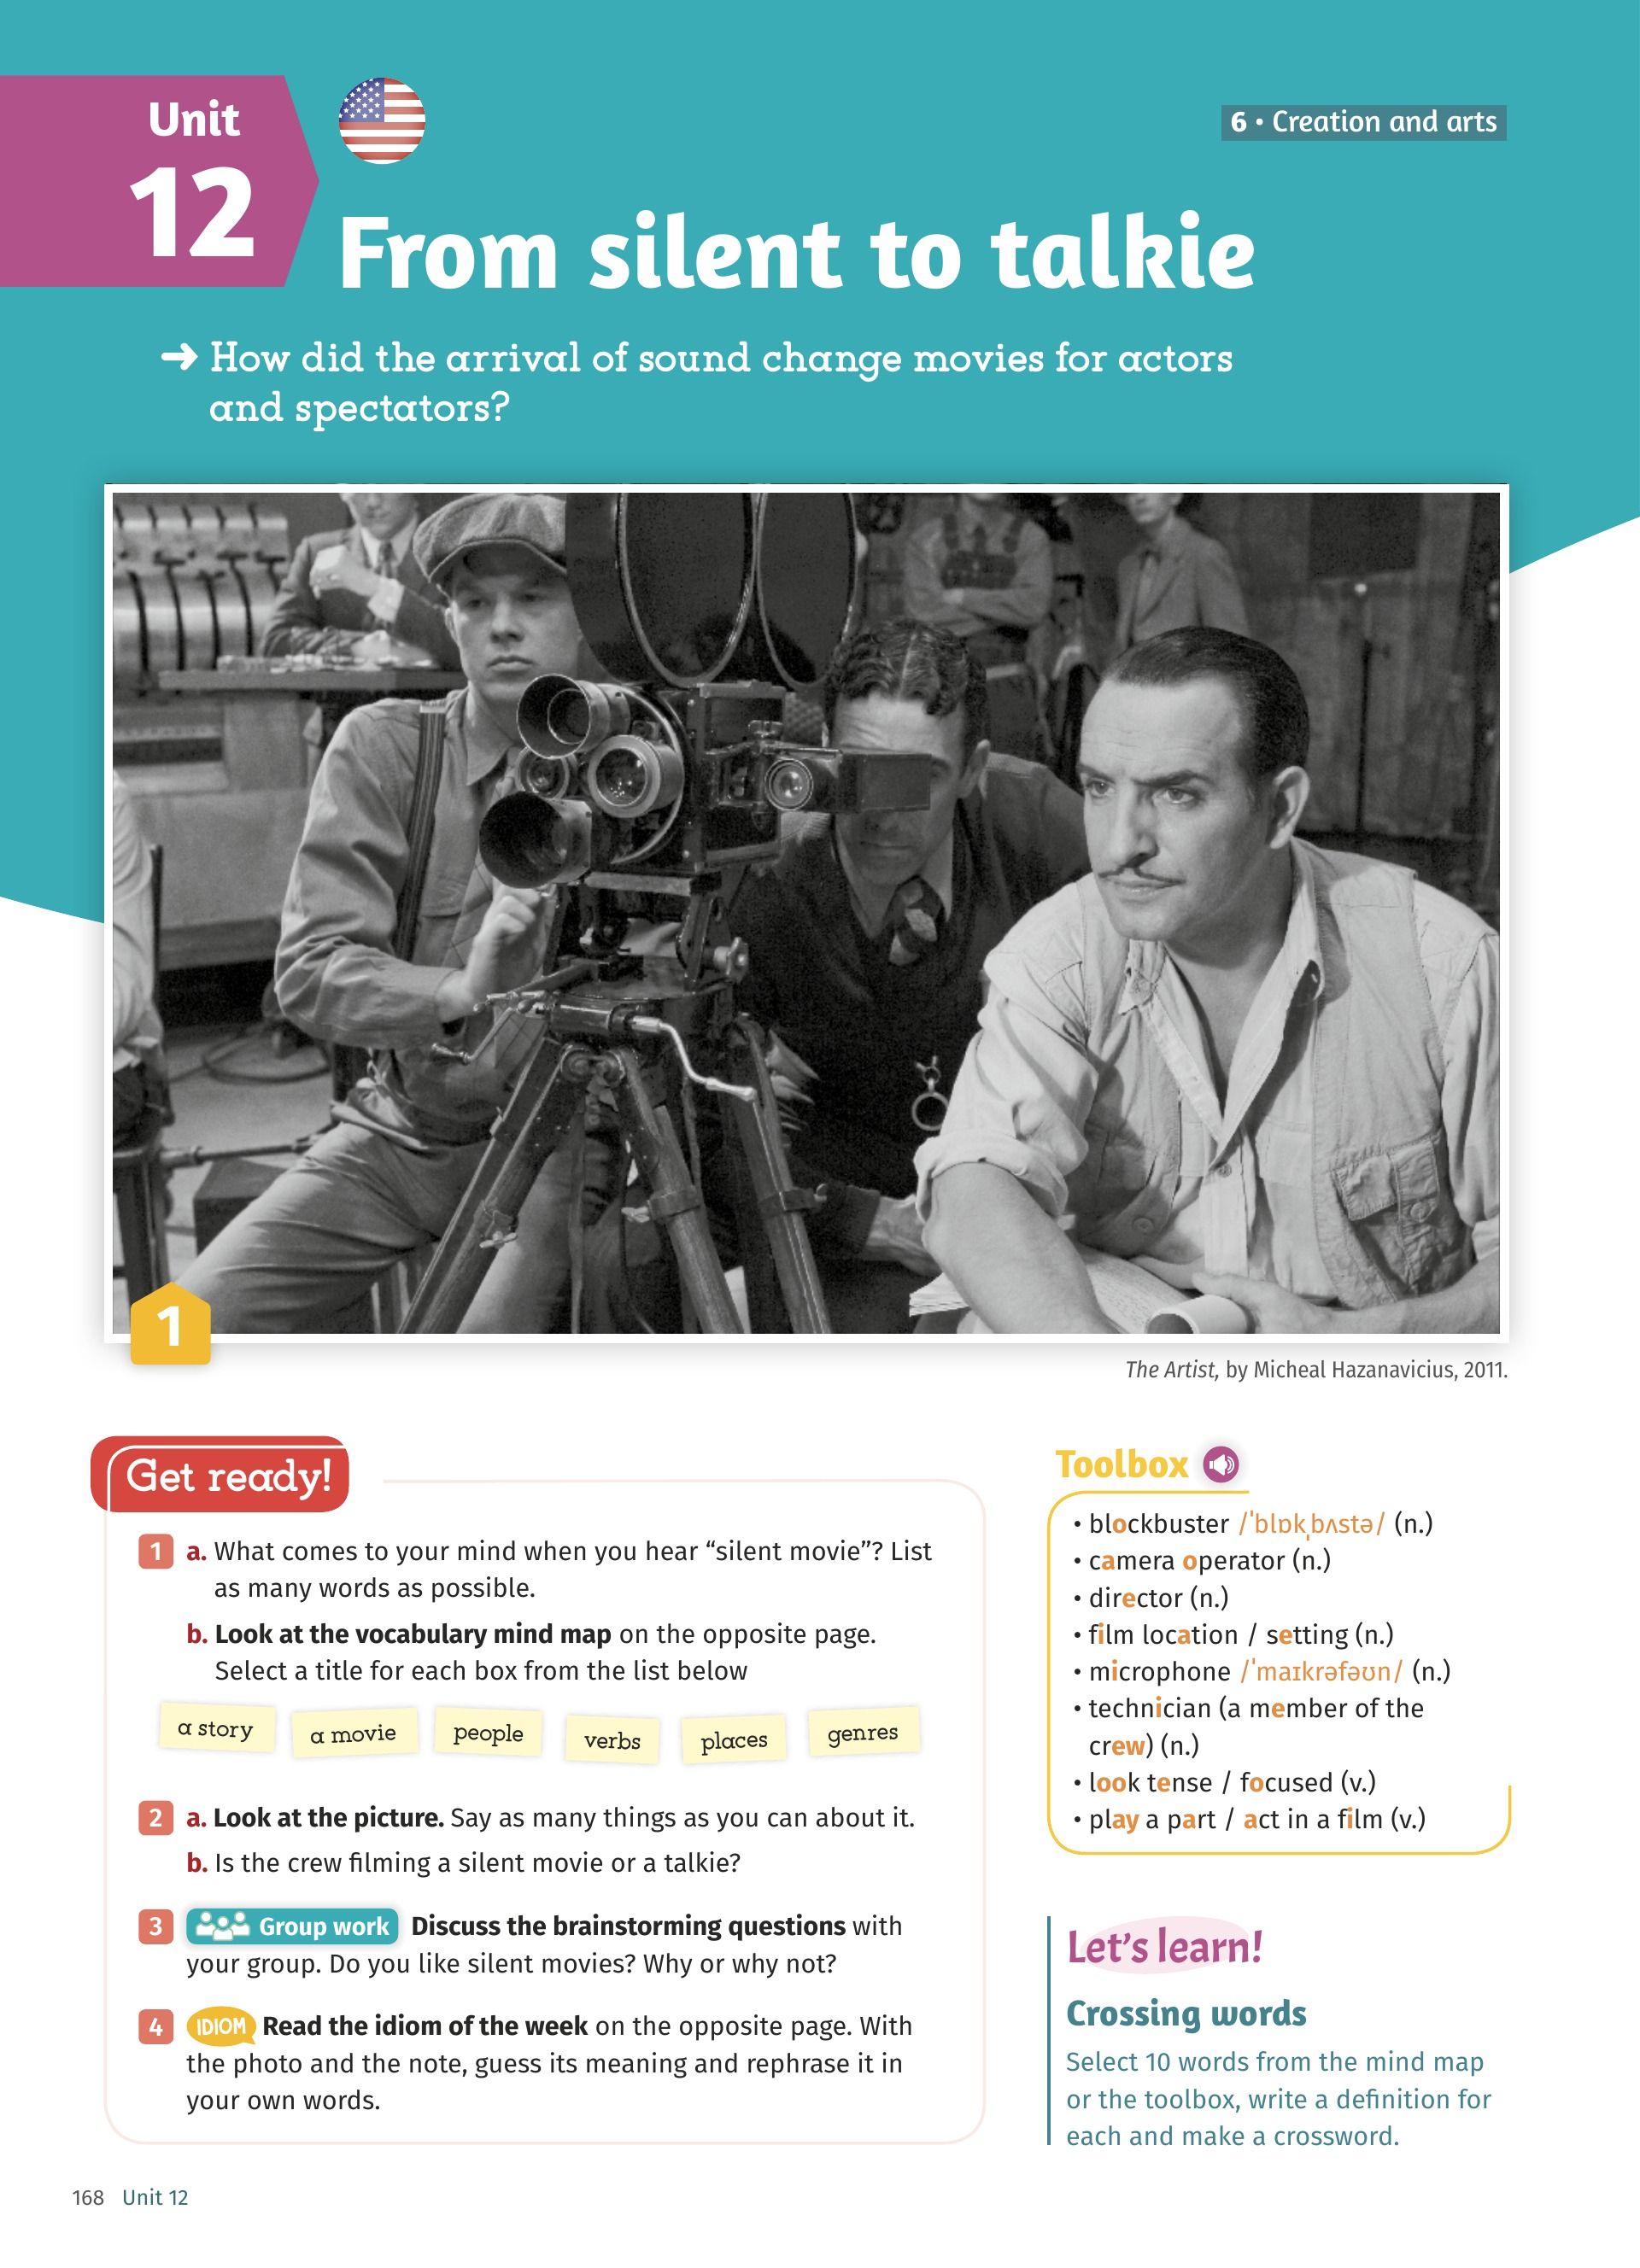 Unit
12
6 • Creation and arts
From silent to talkie
➜ How did the arrival of sound change movies for actors
and spectators?
1
The Artist, by Micheal Hazanavicius, 2011.
Get ready!
1 a. What comes to your mind when you hear “silent movie”? List
as many words as possible.
b. Look at the vocabulary mind map on the opposite page.
Select a title for each box from the list below
a story a movie people verbs places genres
2 a. Look at the picture. Say as many things as you can about it.
b. Is the crew filming a silent movie or a talkie?
3 Group work Discuss the brainstorming questions with
your group. Do you like silent movies? Why or why not?
4 IDIOM Read the idiom of the week on the opposite page. With
the photo and the note, guess its meaning and rephrase it in
your own words.
Toolbox
• blockbuster /ˈblɒkˌbʌstə/ (n.)
• camera operator (n.)
• director (n.)
• film location / setting (n.)
• microphone /ˈmaɪkrəfəʊn/ (n.)
• technician (a member of the
crew) (n.)
• look tense / focused (v.)
• play a part / act in a film (v.)
Let’s learn!
Crossing words
Select 10 words from the mind map
or the toolbox, write a definition for
each and make a crossword.
168 Unit 12